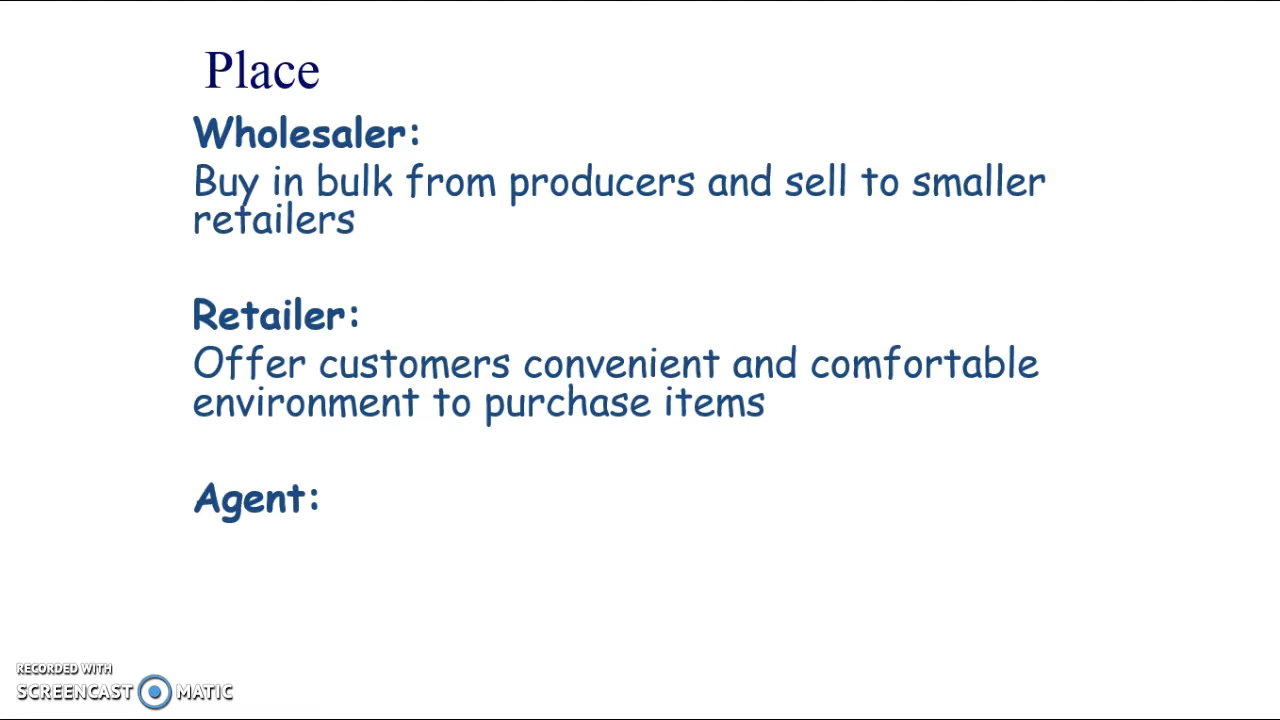 Place
Wholesaler:
Buy in bulk from producers and sell to smaller
retailers
Retailer:
Offer customers convenient and comfortable
environment to purchase items
Agent:
RECORDED WITH
SCREENCAST MATIC